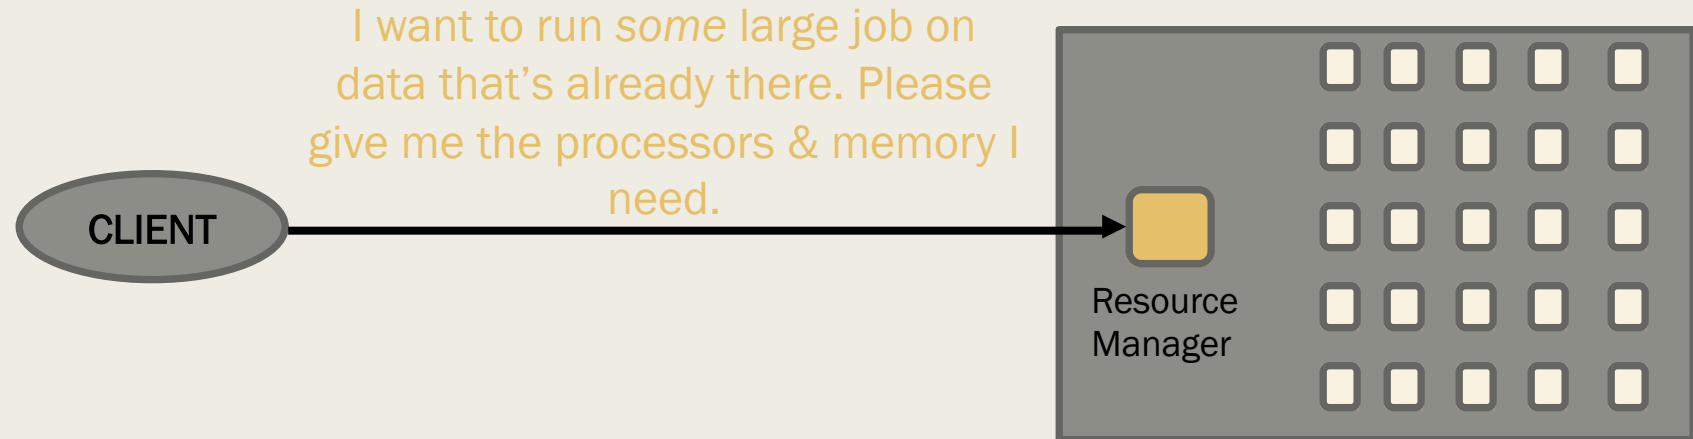 I want to run some large job on
data that's already there. Please
give me the processors & memory I
need.
CLIENT
Resource
Manager